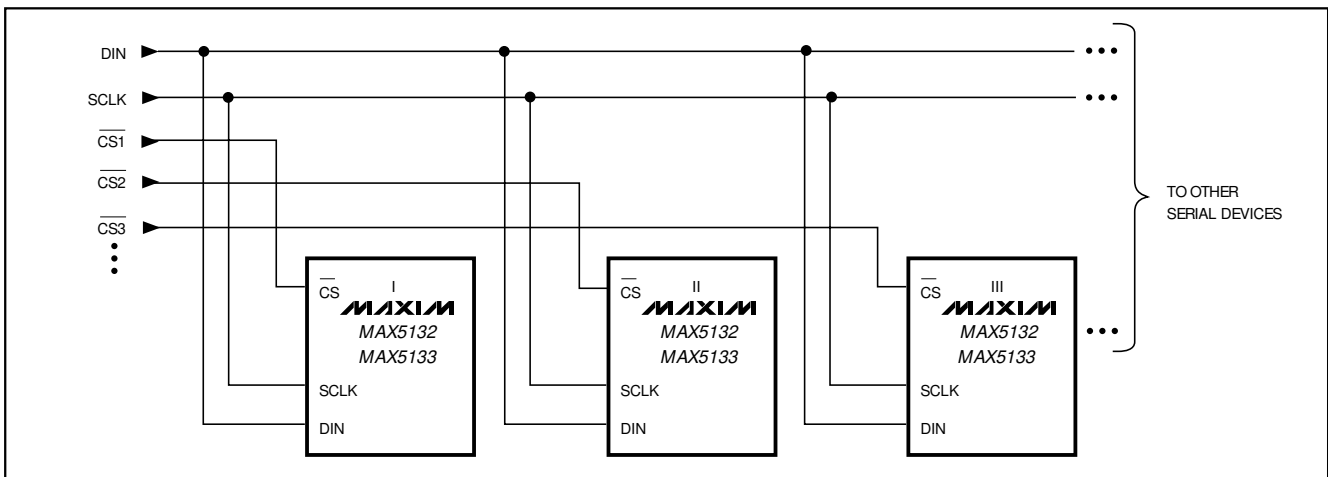 DIN
SCLK
CS1
CS2
CS3
TO OTHER
SERIAL DEVICES
CS
I
MAXIM
MAX5132
MAX5133
SCLK
DIN
CS
II
MAXIM
MAX5132
MAX5133
SCLK
DIN
CS
III
MAXIM
MAX5132
MAX5133
SCLK
DIN